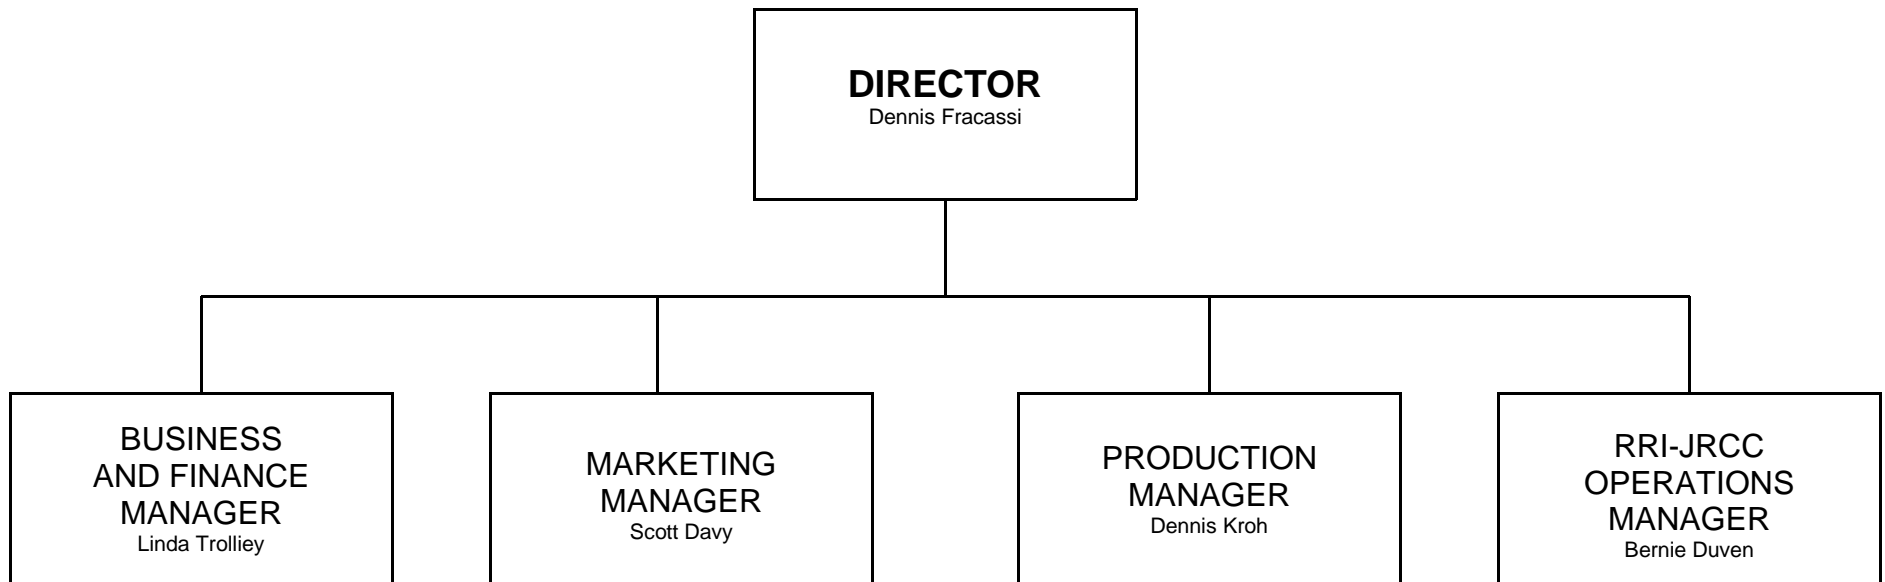 DIRECTOR
Dennis Fracassi
BUSINESS
AND FINANCE
MANAGER
Linda Trolliey
MARKETING
MANAGER
Scott Davy
PRODUCTION
MANAGER
Dennis Kroh
RRI-JRCC
OPERATIONS
MANAGER
Bernie Duven